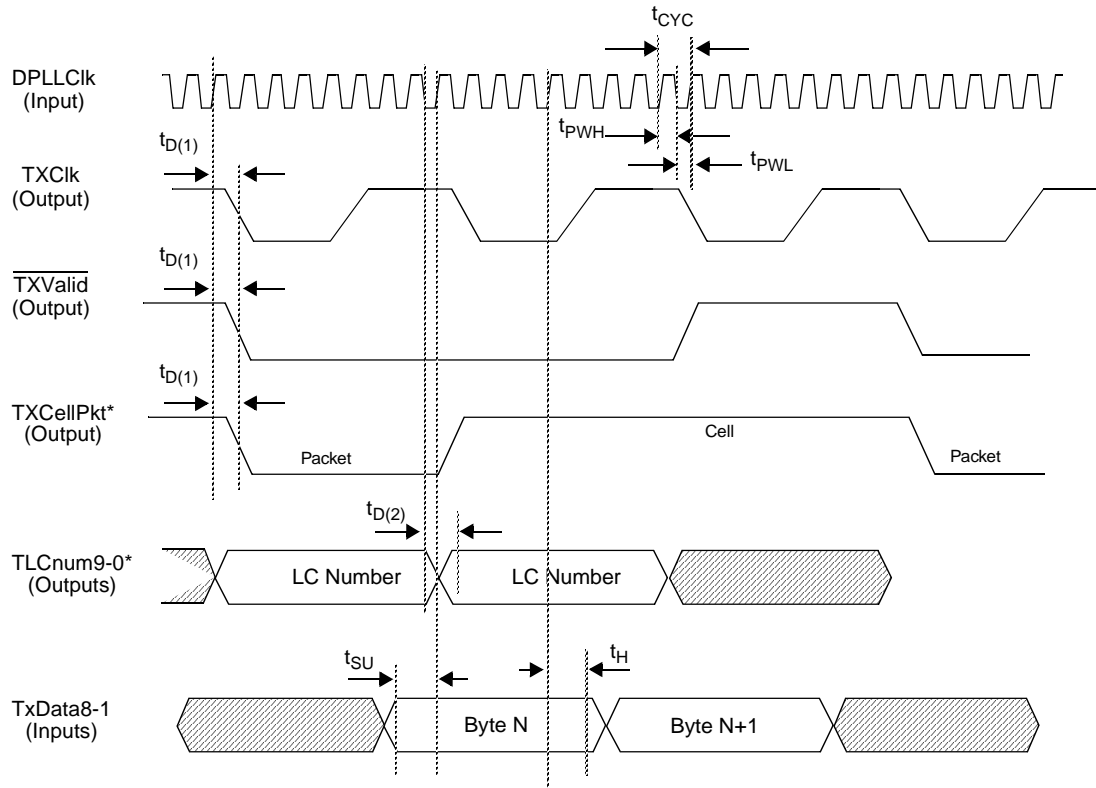 tCYC
DPLLClk
(Input)
tD(1)
tPWH
tPWL
TXClk
(Output)
tD(1)
TXValid
(Output)
tD(1)
TXCellPkt*
(Output)
Cell
Packet
Packet
tD(2)
TLCnum9-0*
(Outputs)
LC Number
LC Number
tSU
tH
TxData8-1
(Inputs)
Byte N
Byte N+1